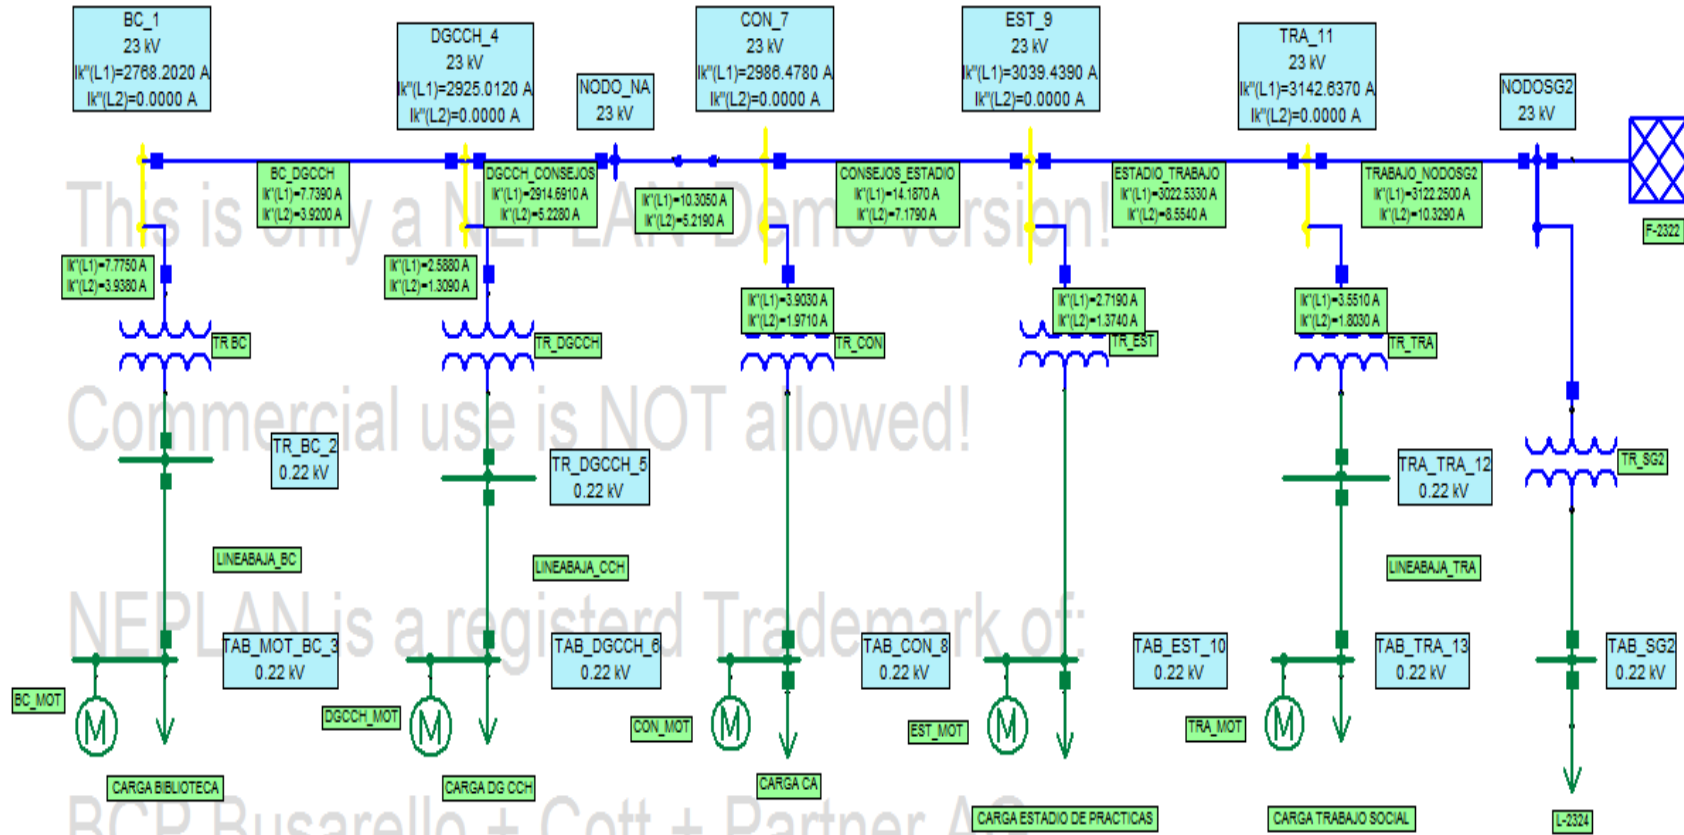 BC_1
23 kV
Ik"(L1)=2768.2020 A
Ik"(L2)=0.0000 A
DGCCH_4
23 kV
Ik"(L1)=2925.0120 A
Ik"(L2)=0.0000 A
NODO_NA
23 kV
CON_7
23 kV
Ik"(L1)=2986.4780 A
Ik"(L2)=0.0000 A
EST_9
23 kV
Ik"(L1)=3039.4390 A
Ik"(L2)=0.0000 A
TRA_11
23 kV
Ik"(L1)=3142.6370 A
Ik"(L2)=0.0000 A
NODOSG2
23 kV
BC_DGCCH
Ik"(L1)=7.7390 A
Ik"(L2)=3.9200 A
DGCCH_CONSEJOS
Ik"(L1)=2914.6910 A
Ik"(L2)=5.2280 A
Ik"(L1)=10.3050 A
Ik"(L2)=5.2190 A
CONSEJOS_ESTADIO
Ik"(L1)=14.1870 A
Ik"(L2)=7.1790 A
ESTADIO_TRABAJO
Ik"(L1)=3022.5330 A
Ik"(L2)=8.5540 A
TRABAJO_NODOSG2
Ik"(L1)=3122.2500 A
Ik"(L2)=10.3290 A
F-2322
This is only a NEPLAN Demo version!
Ik"(L1)=7.7750 A
Ik"(L2)=3.9380 A
Ik"(L1)=2.5880 A
Ik"(L2)=1.3090 A
Ik"(L1)=3.9030 A
Ik"(L2)=1.9710 A
Ik"(L1)=2.7190 A
Ik"(L2)=1.3740 A
Ik"(L1)=3.5510 A
Ik"(L2)=1.8030 A
TR BC
TR_DGCCH
TR_CON
TR_EST
TR_TRA
Commercial use is NOT allowed!
TR_BC_2
0.22 kV
TR_DGCCH_5
0.22 kV
TRA_TRA_12
0.22 kV
TR_SG2
LINEABAJA_BC
LINEABAJA_CCH
LINEABAJA_TRA
NEPLAN is a registerd Trademark of:
TAB_MOT_BC_3
0.22 kV
TAB_DGCCH_6
0.22 kV
TAB_CON_8
0.22 kV
TAB_EST_10
0.22 kV
TAB_TRA_13
0.22 kV
TAB_SG2
0.22 kV
BC_MOT
M
DGCCH_MOT
M
CON_MOT
M
EST_MOT
M
TRA_MOT
M
CARGA BIBLIOTECA
CARGA DG CCH
CARGA CA
CARGA ESTADIO DE PRACTICAS
CARGA TRABAJO SOCIAL
L-2324
BCP Busarello + Cott + Partner AG